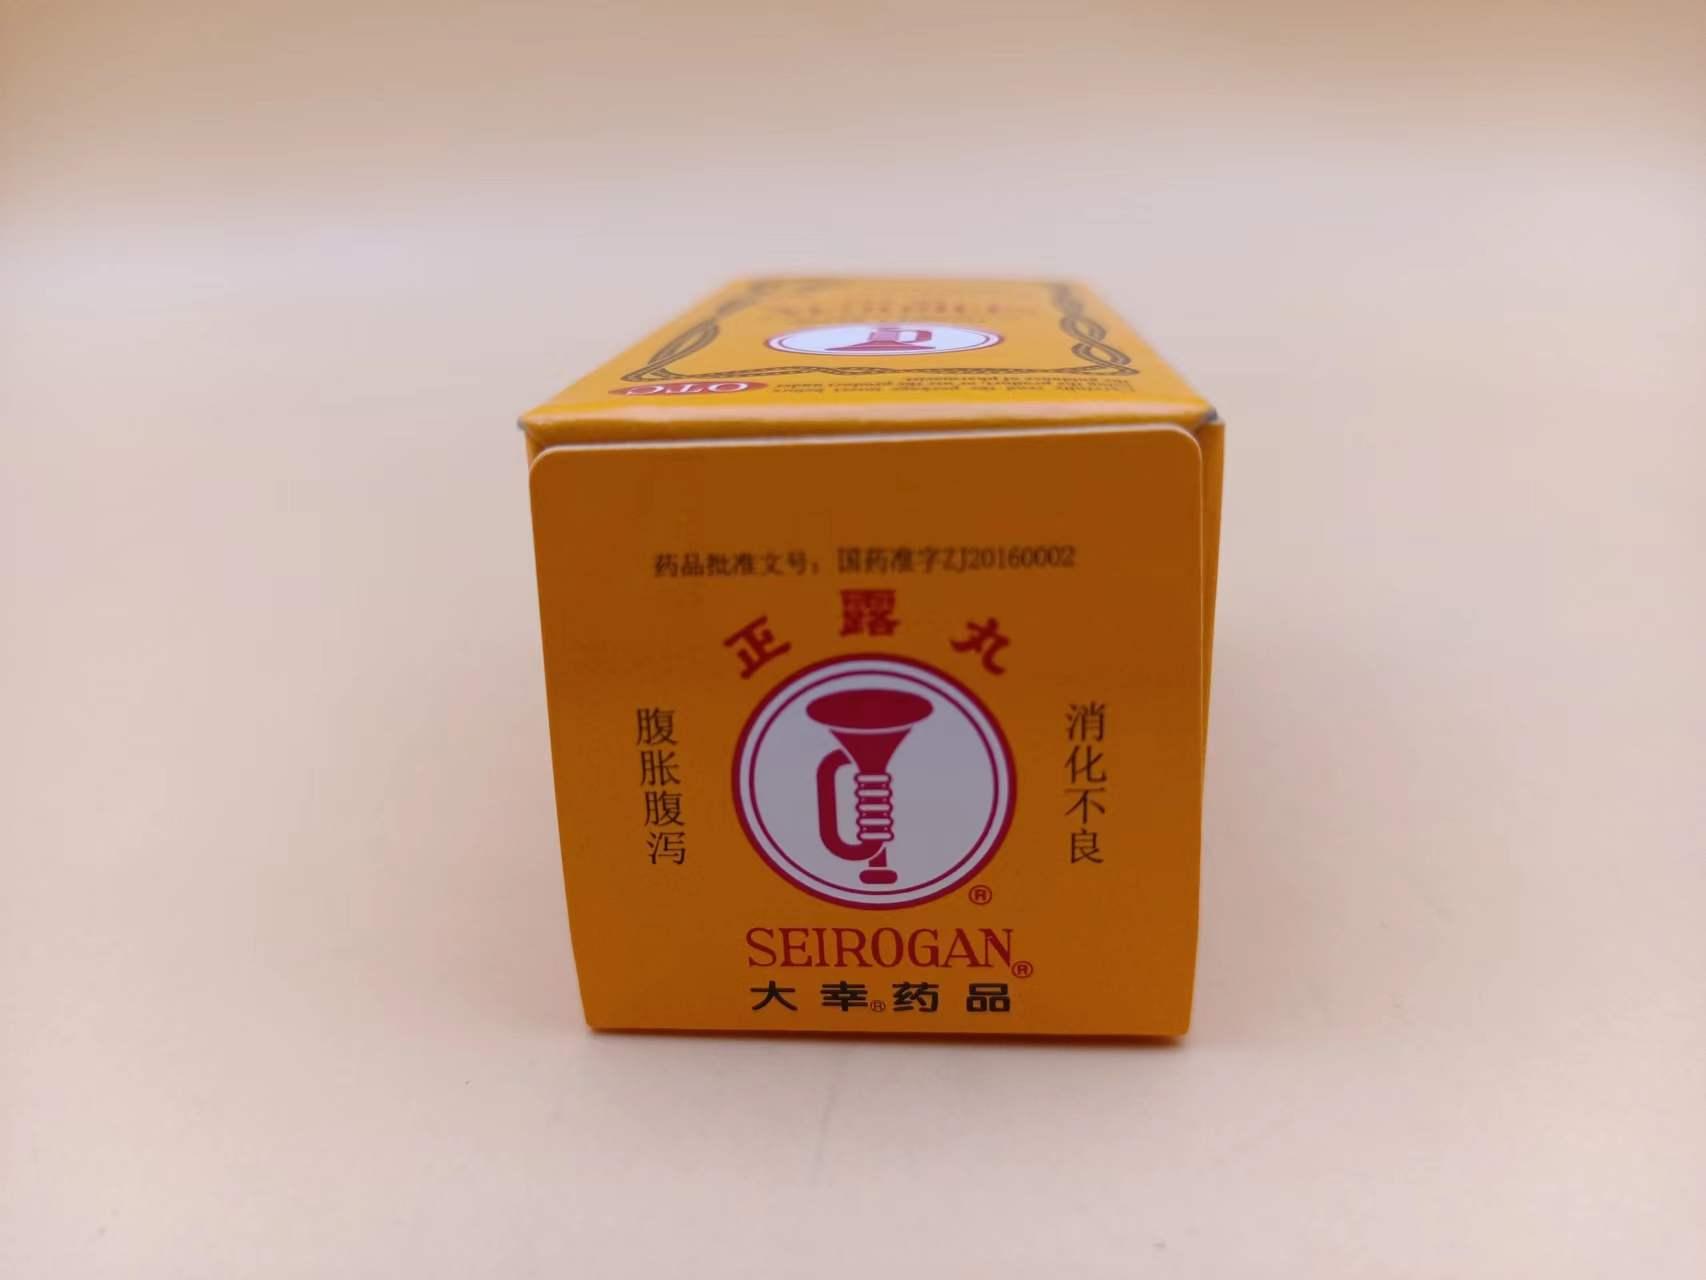 OTC
药品批准文号：国药准字ZJ20160002
正露丸
腹胀腹泻
消化不良
®
SEIROGAN®
大幸®药品